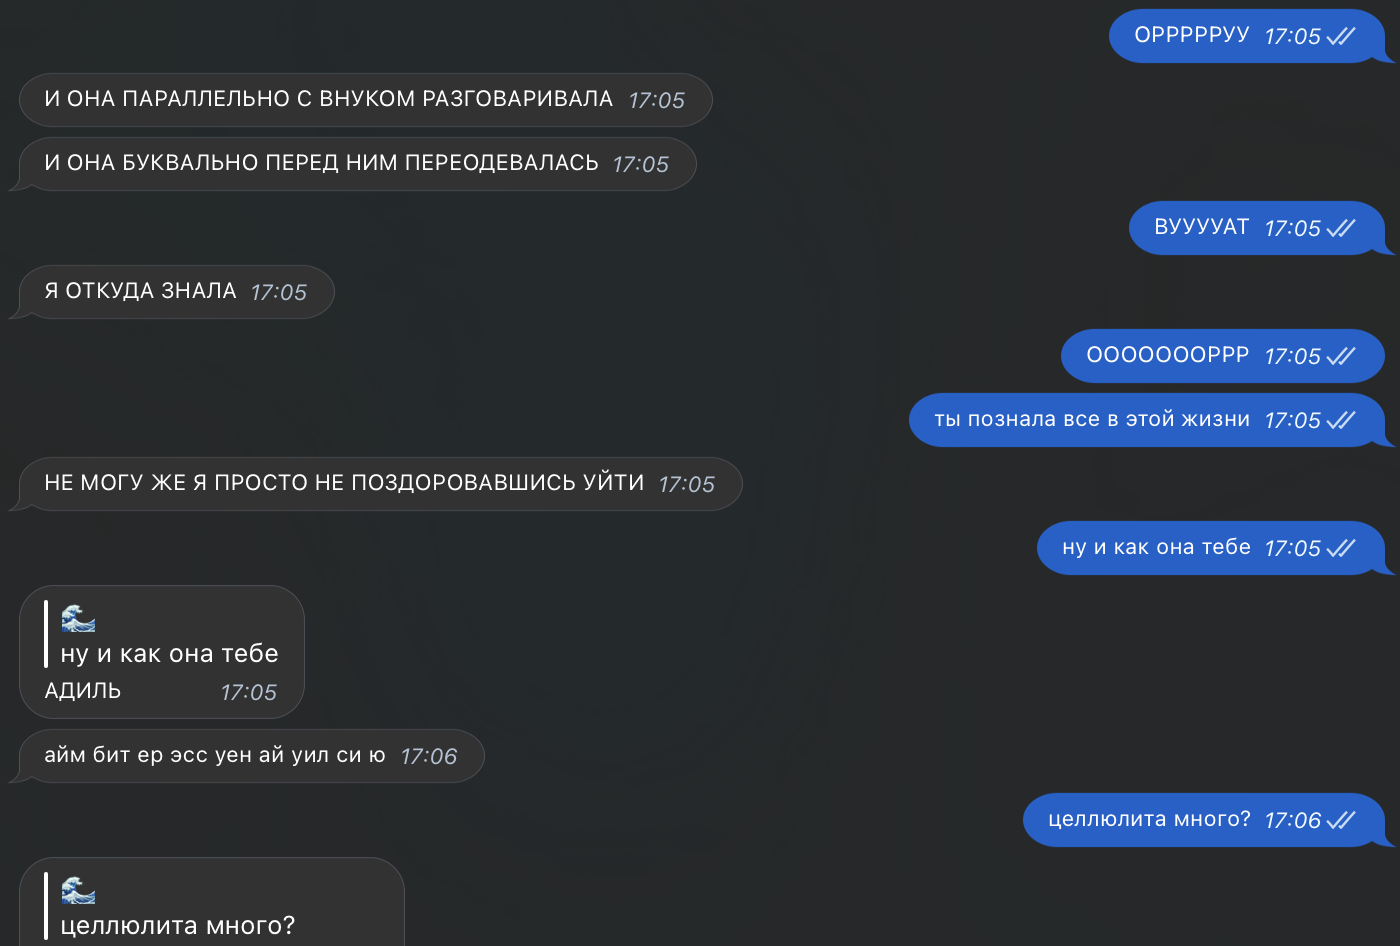 ОРРРРРУУ 17:05
И ОНА ПАРАЛЛЕЛЬНО С ВНУКОМ РАЗГОВАРИВАЛА 17:05
И ОНА БУКВАЛЬНО ПЕРЕД НИМ ПЕРЕОДЕВАЛАСЬ 17:05
ВУУУУАТ 17:05
Я ОТКУДА ЗНАЛА 17:05
ОООООООРРР 17:05
ты познала все в этой жизни 17:05
НЕ МОГУ ЖЕ Я ПРОСТО НЕ ПОЗДОРОВАВШИСЬ УЙТИ 17:05
ну и как она тебе 17:05
🌊
ну и как она тебе
АДИЛЬ 17:05
айм бит ер эсс уен ай уил си ю 17:06
целлюлита много? 17:06
🌊
целлюлита много?